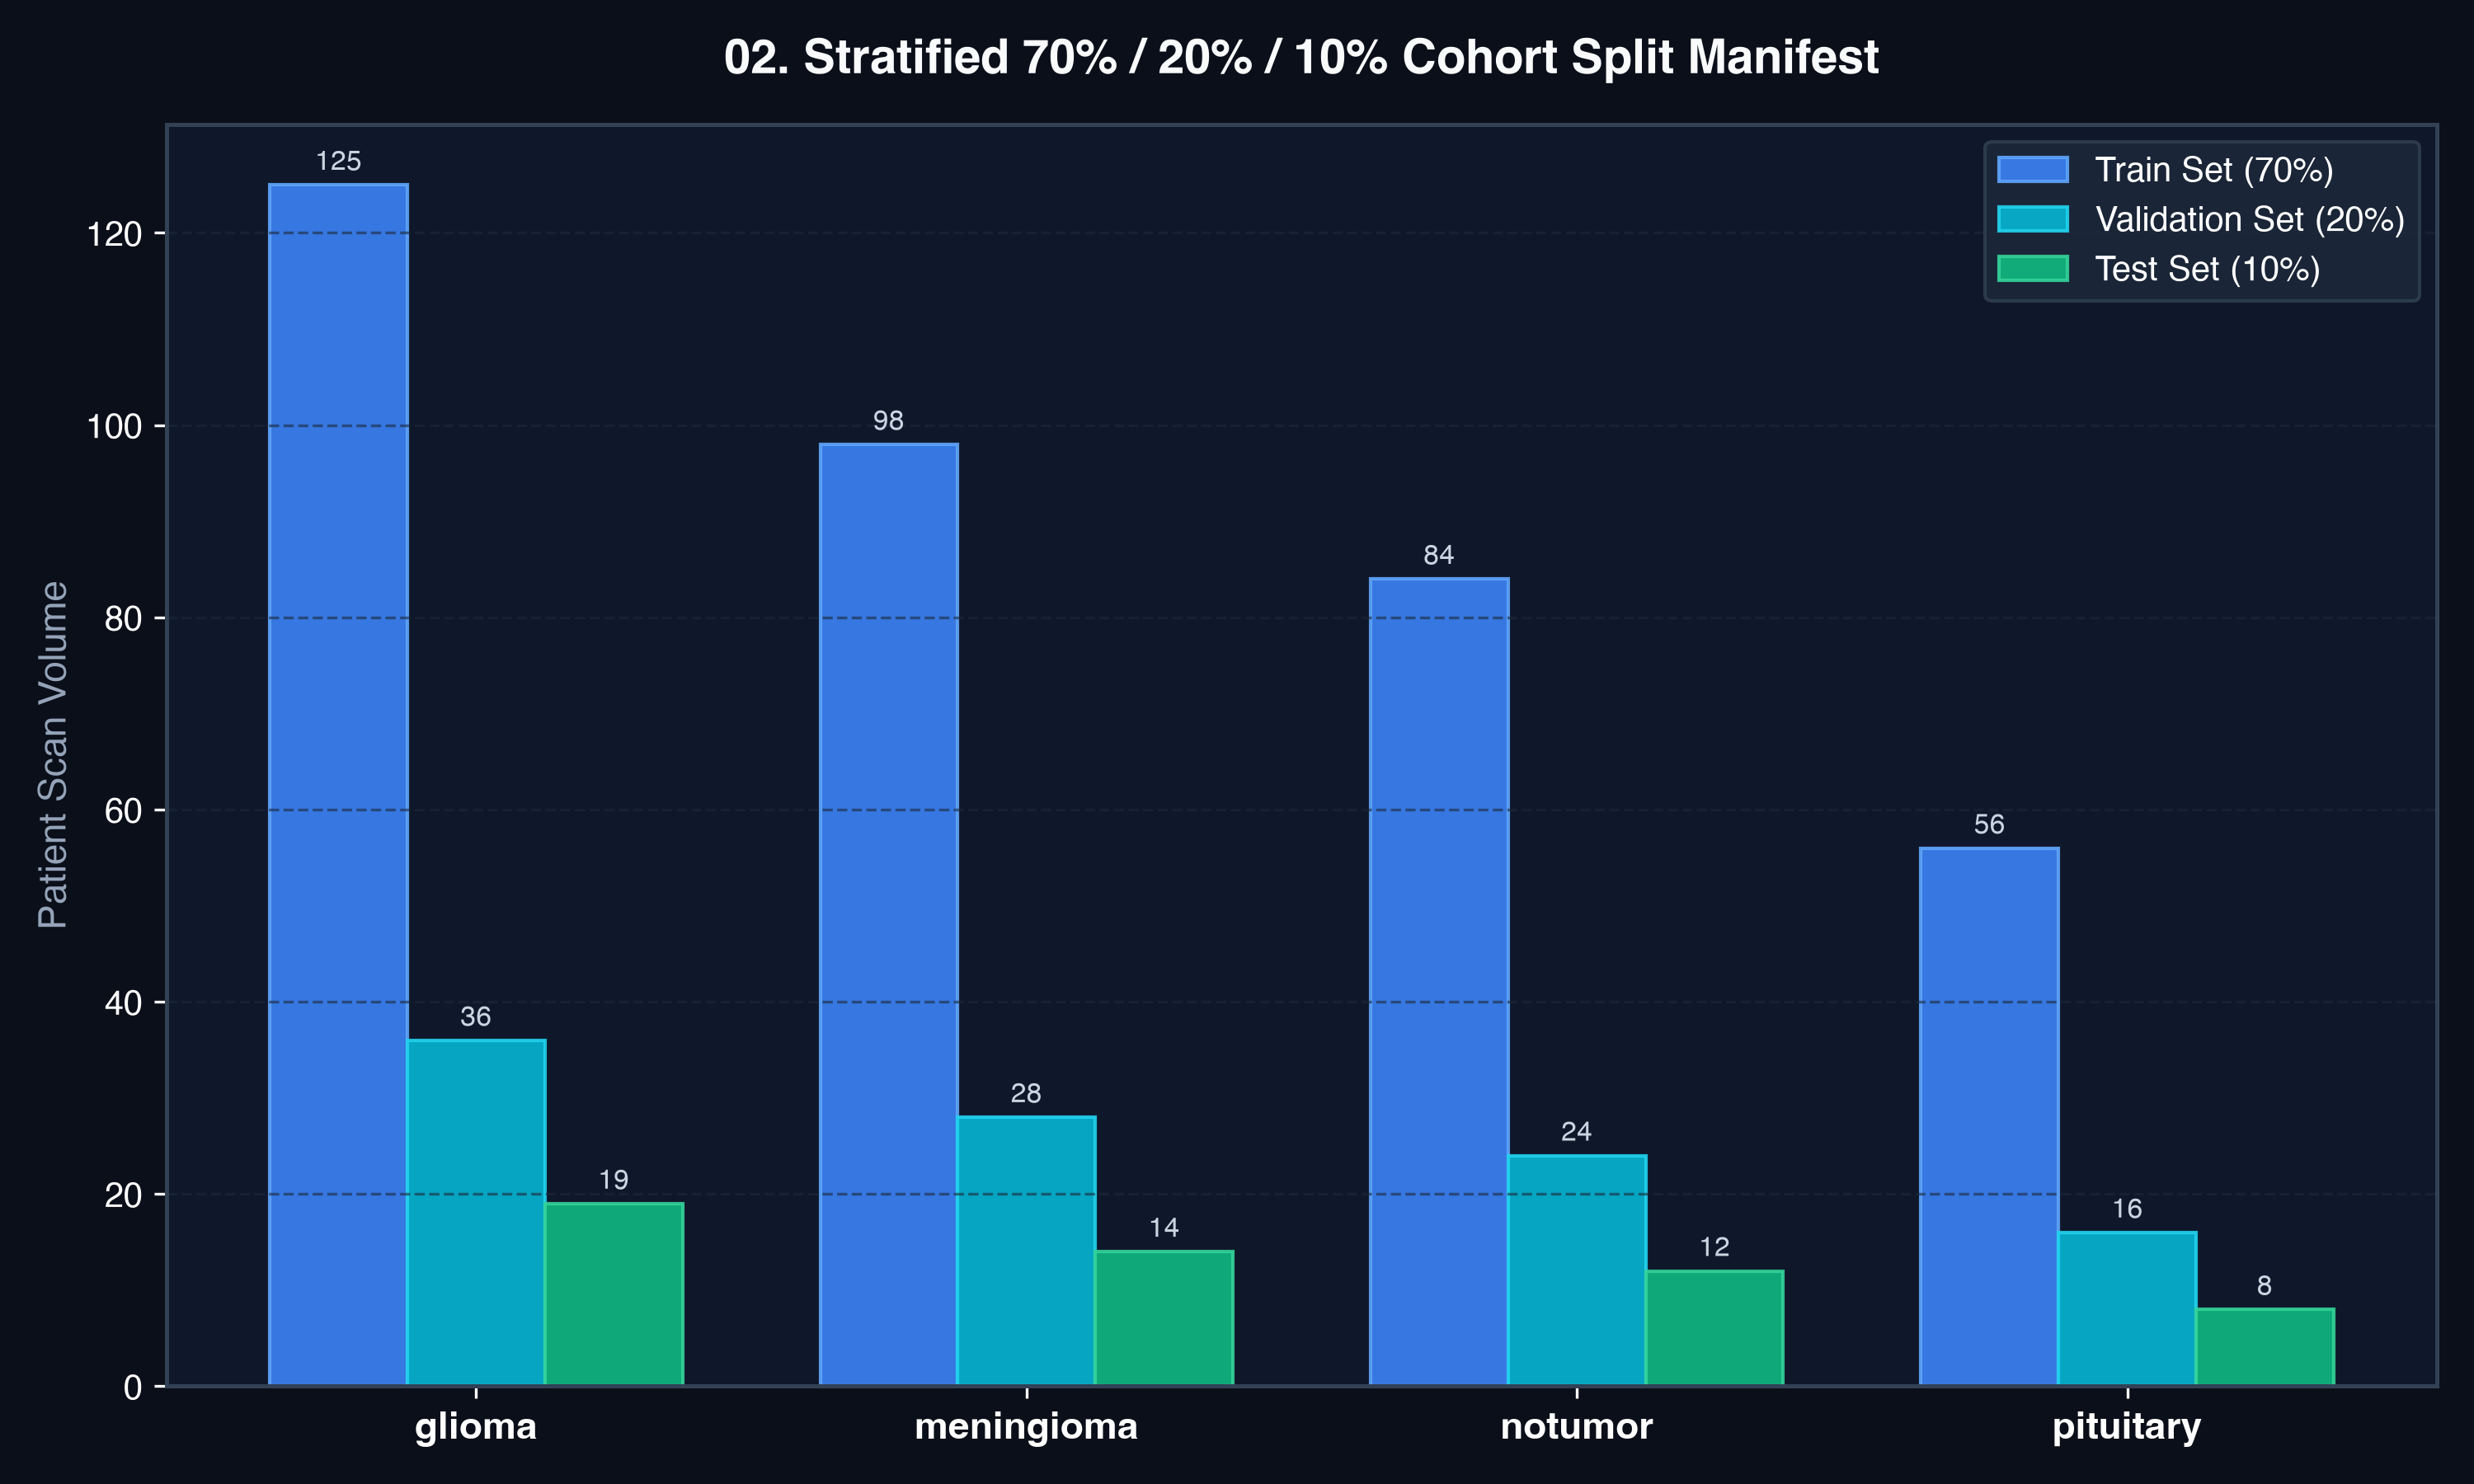 02. Stratified 70% / 20% / 10% Cohort Split Manifest
Train Set (70%)
Validation Set (20%)
Test Set (10%)
Patient Scan Volume
120
100
80
60
40
20
0
125
36
19
98
28
14
84
24
12
56
16
8
glioma
meningioma
notumor
pituitary